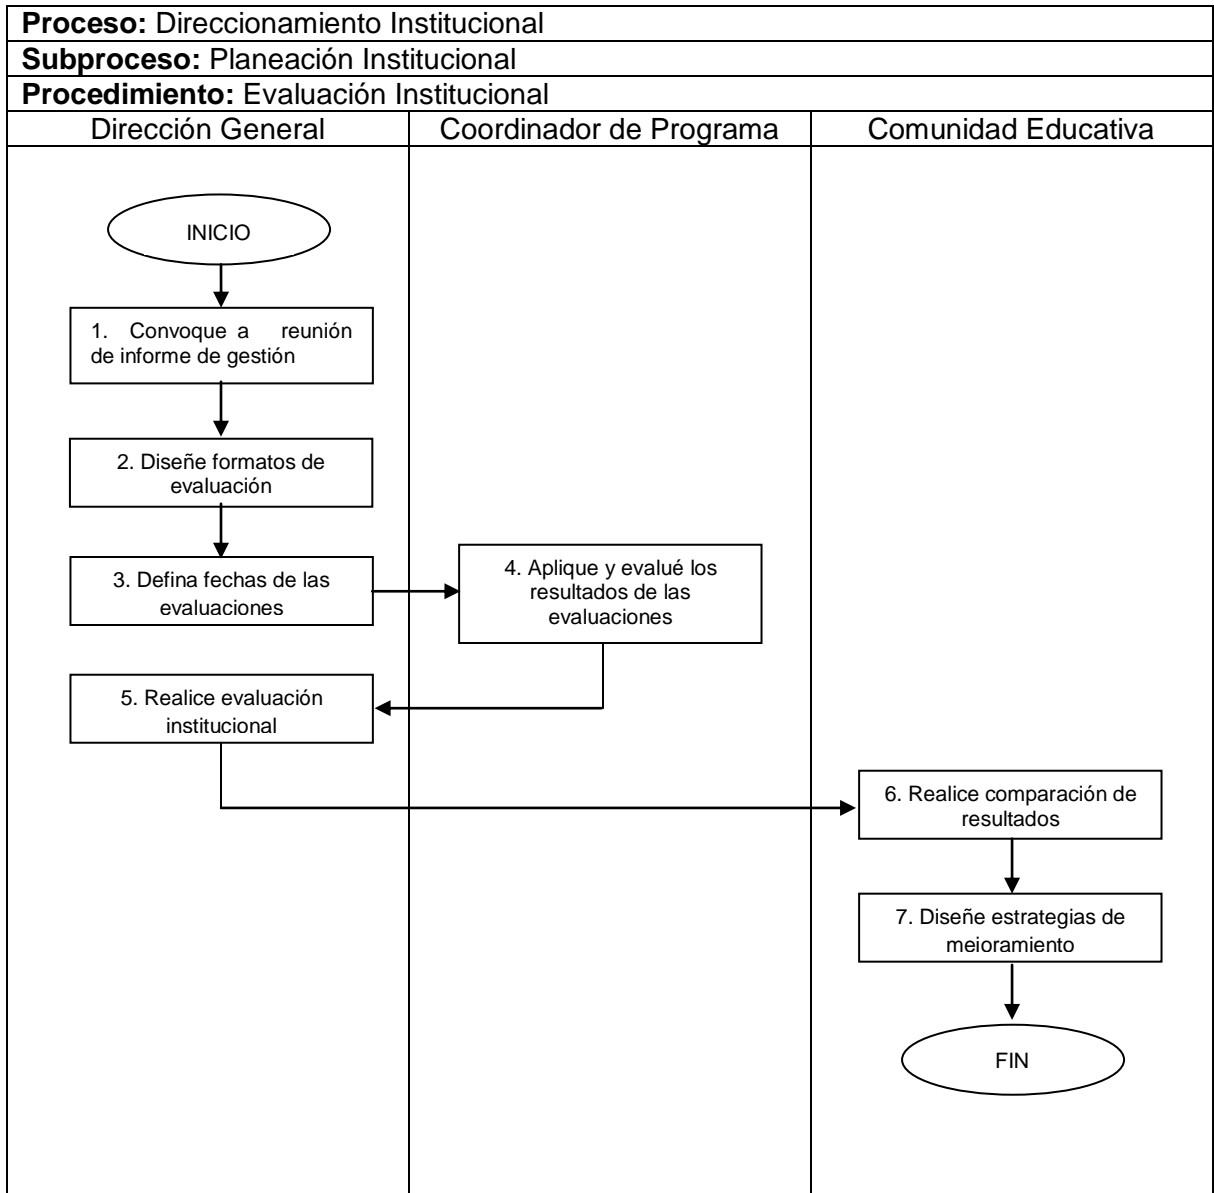 Proceso: Direccionamiento Institucional
Subproceso: Planeación Institucional
Procedimiento: Evaluación Institucional
Dirección General
Coordinador de Programa
Comunidad Educativa
INICIO
1. Convoque a reunión
de informe de gestión
2. Diseñe formatos de
evaluación
3. Defina fechas de las
evaluaciones
4. Aplique y evalué los
resultados de las
evaluaciones
5. Realice evaluación
institucional
6. Realice comparación de
resultados
7. Diseñe estrategias de
mejoramiento
FIN